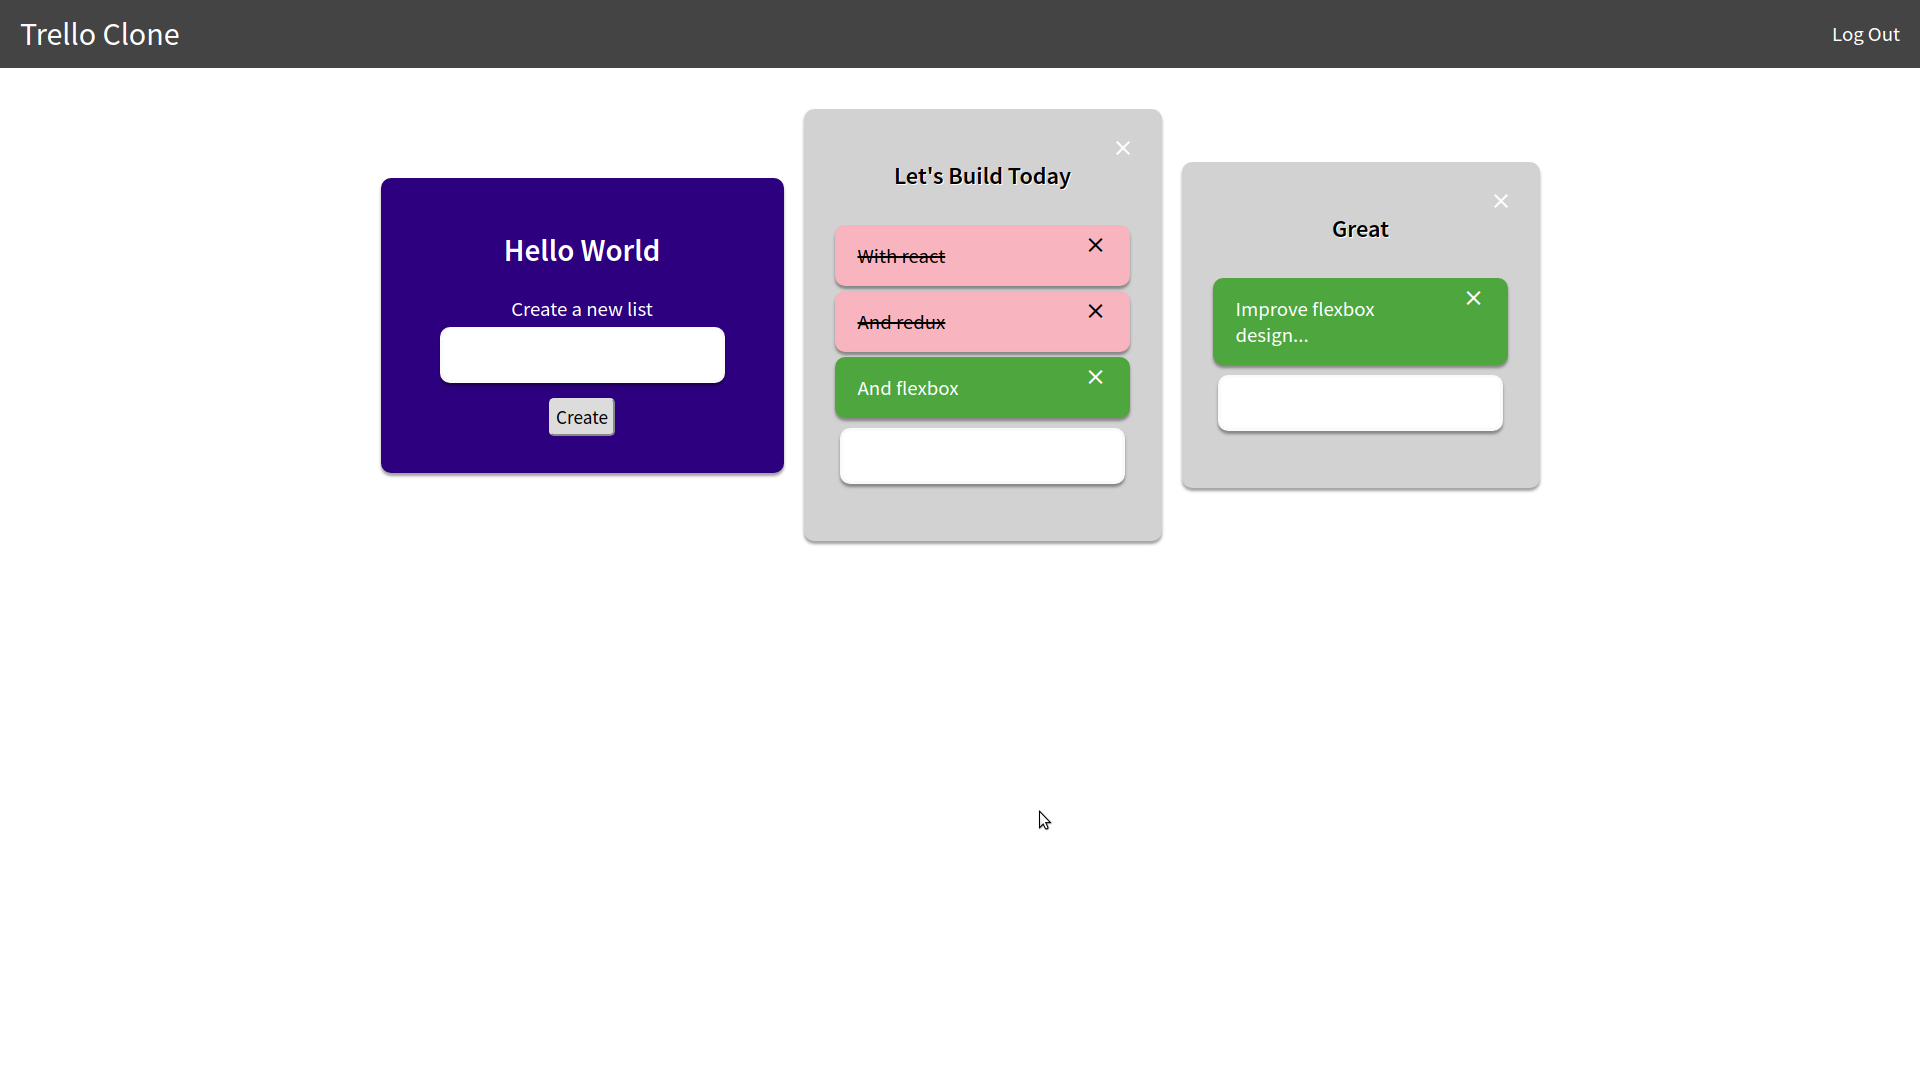 Trello Clone
Log Out
Hello World
Create a new list
Create
Let's Build Today
With react
And redux
And flexbox
Great
Improve flexbox
design...